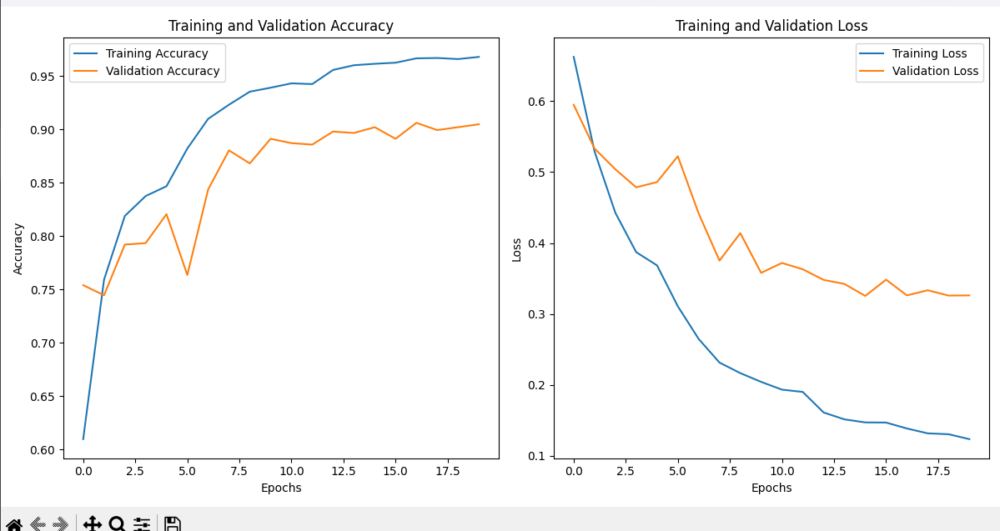 Training and Validation Accuracy
Training Accuracy
Validation Accuracy
0.95
0.90
0.85
0.80
0.75
0.70
0.65
0.60
Accuracy
0.0 2.5 5.0 7.5 10.0 12.5 15.0 17.5
Epochs
Training and Validation Loss
Training Loss
Validation Loss
0.6
0.5
0.4
0.3
0.2
0.1
Loss
0.0 2.5 5.0 7.5 10.0 12.5 15.0 17.5
Epochs